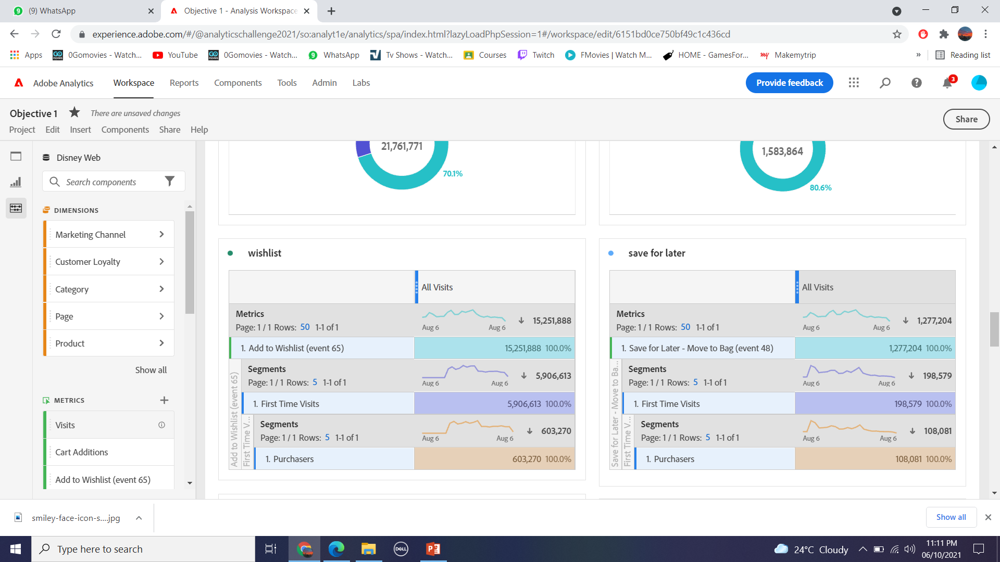 (9) WhatsApp
Objective 1 - Analysis Workspace
experience.adobe.com/#/@analyticschallenge2021/so:analyt1e/analytics/spa/index.html?lazyLoadPhpSession=1#/workspace/edit/6151bd0ce750bf49c1c436cd
Apps 0Gomovies - Watch... YouTube 0Gomovies - Watch... WhatsApp Tv Shows - Watch... Courses Twitch FMovies | Watch M... HOME - GamesFor... Makemytrip » Reading list
Adobe Analytics Workspace Reports Components Tools Admin Labs Provide feedback 3
Objective 1 There are unsaved changes
Share
Project Edit Insert Components Share Help
Disney Web
Search components
DIMENSIONS
Marketing Channel
Customer Loyalty
Category
Page
Product
Show all
METRICS
Visits
Cart Additions
Add to Wishlist (event 65)
21,761,771
70.1%
1,583,864
80.6%
wishlist
All Visits
Metrics
Page: 1 / 1 Rows: 50 1-1 of 1
Aug 6 Aug 6
15,251,888
1. Add to Wishlist (event 65) 15,251,888 100.0%
Add to Wishlist (event 65)
Segments
Page: 1 / 1 Rows: 5 1-1 of 1
Aug 6 Aug 6
5,906,613
1. First Time Visits 5,906,613 100.0%
First Time V...
Segments
Page: 1 / 1 Rows: 5 1-1 of 1
Aug 6 Aug 6
603,270
1. Purchasers 603,270 100.0%
save for later
All Visits
Metrics
Page: 1 / 1 Rows: 50 1-1 of 1
Aug 6 Aug 6
1,277,204
1. Save for Later - Move to Bag (event 48) 1,277,204 100.0%
Save for Later - Move to Ba...
Segments
Page: 1 / 1 Rows: 5 1-1 of 1
Aug 6 Aug 6
198,579
1. First Time Visits 198,579 100.0%
First Time V...
Segments
Page: 1 / 1 Rows: 5 1-1 of 1
Aug 6 Aug 6
108,081
1. Purchasers 108,081 100.0%
smiley-face-icon-s....jpg
Show all
Type here to search
DELL
24°C Cloudy
11:11 PM
06/10/2021